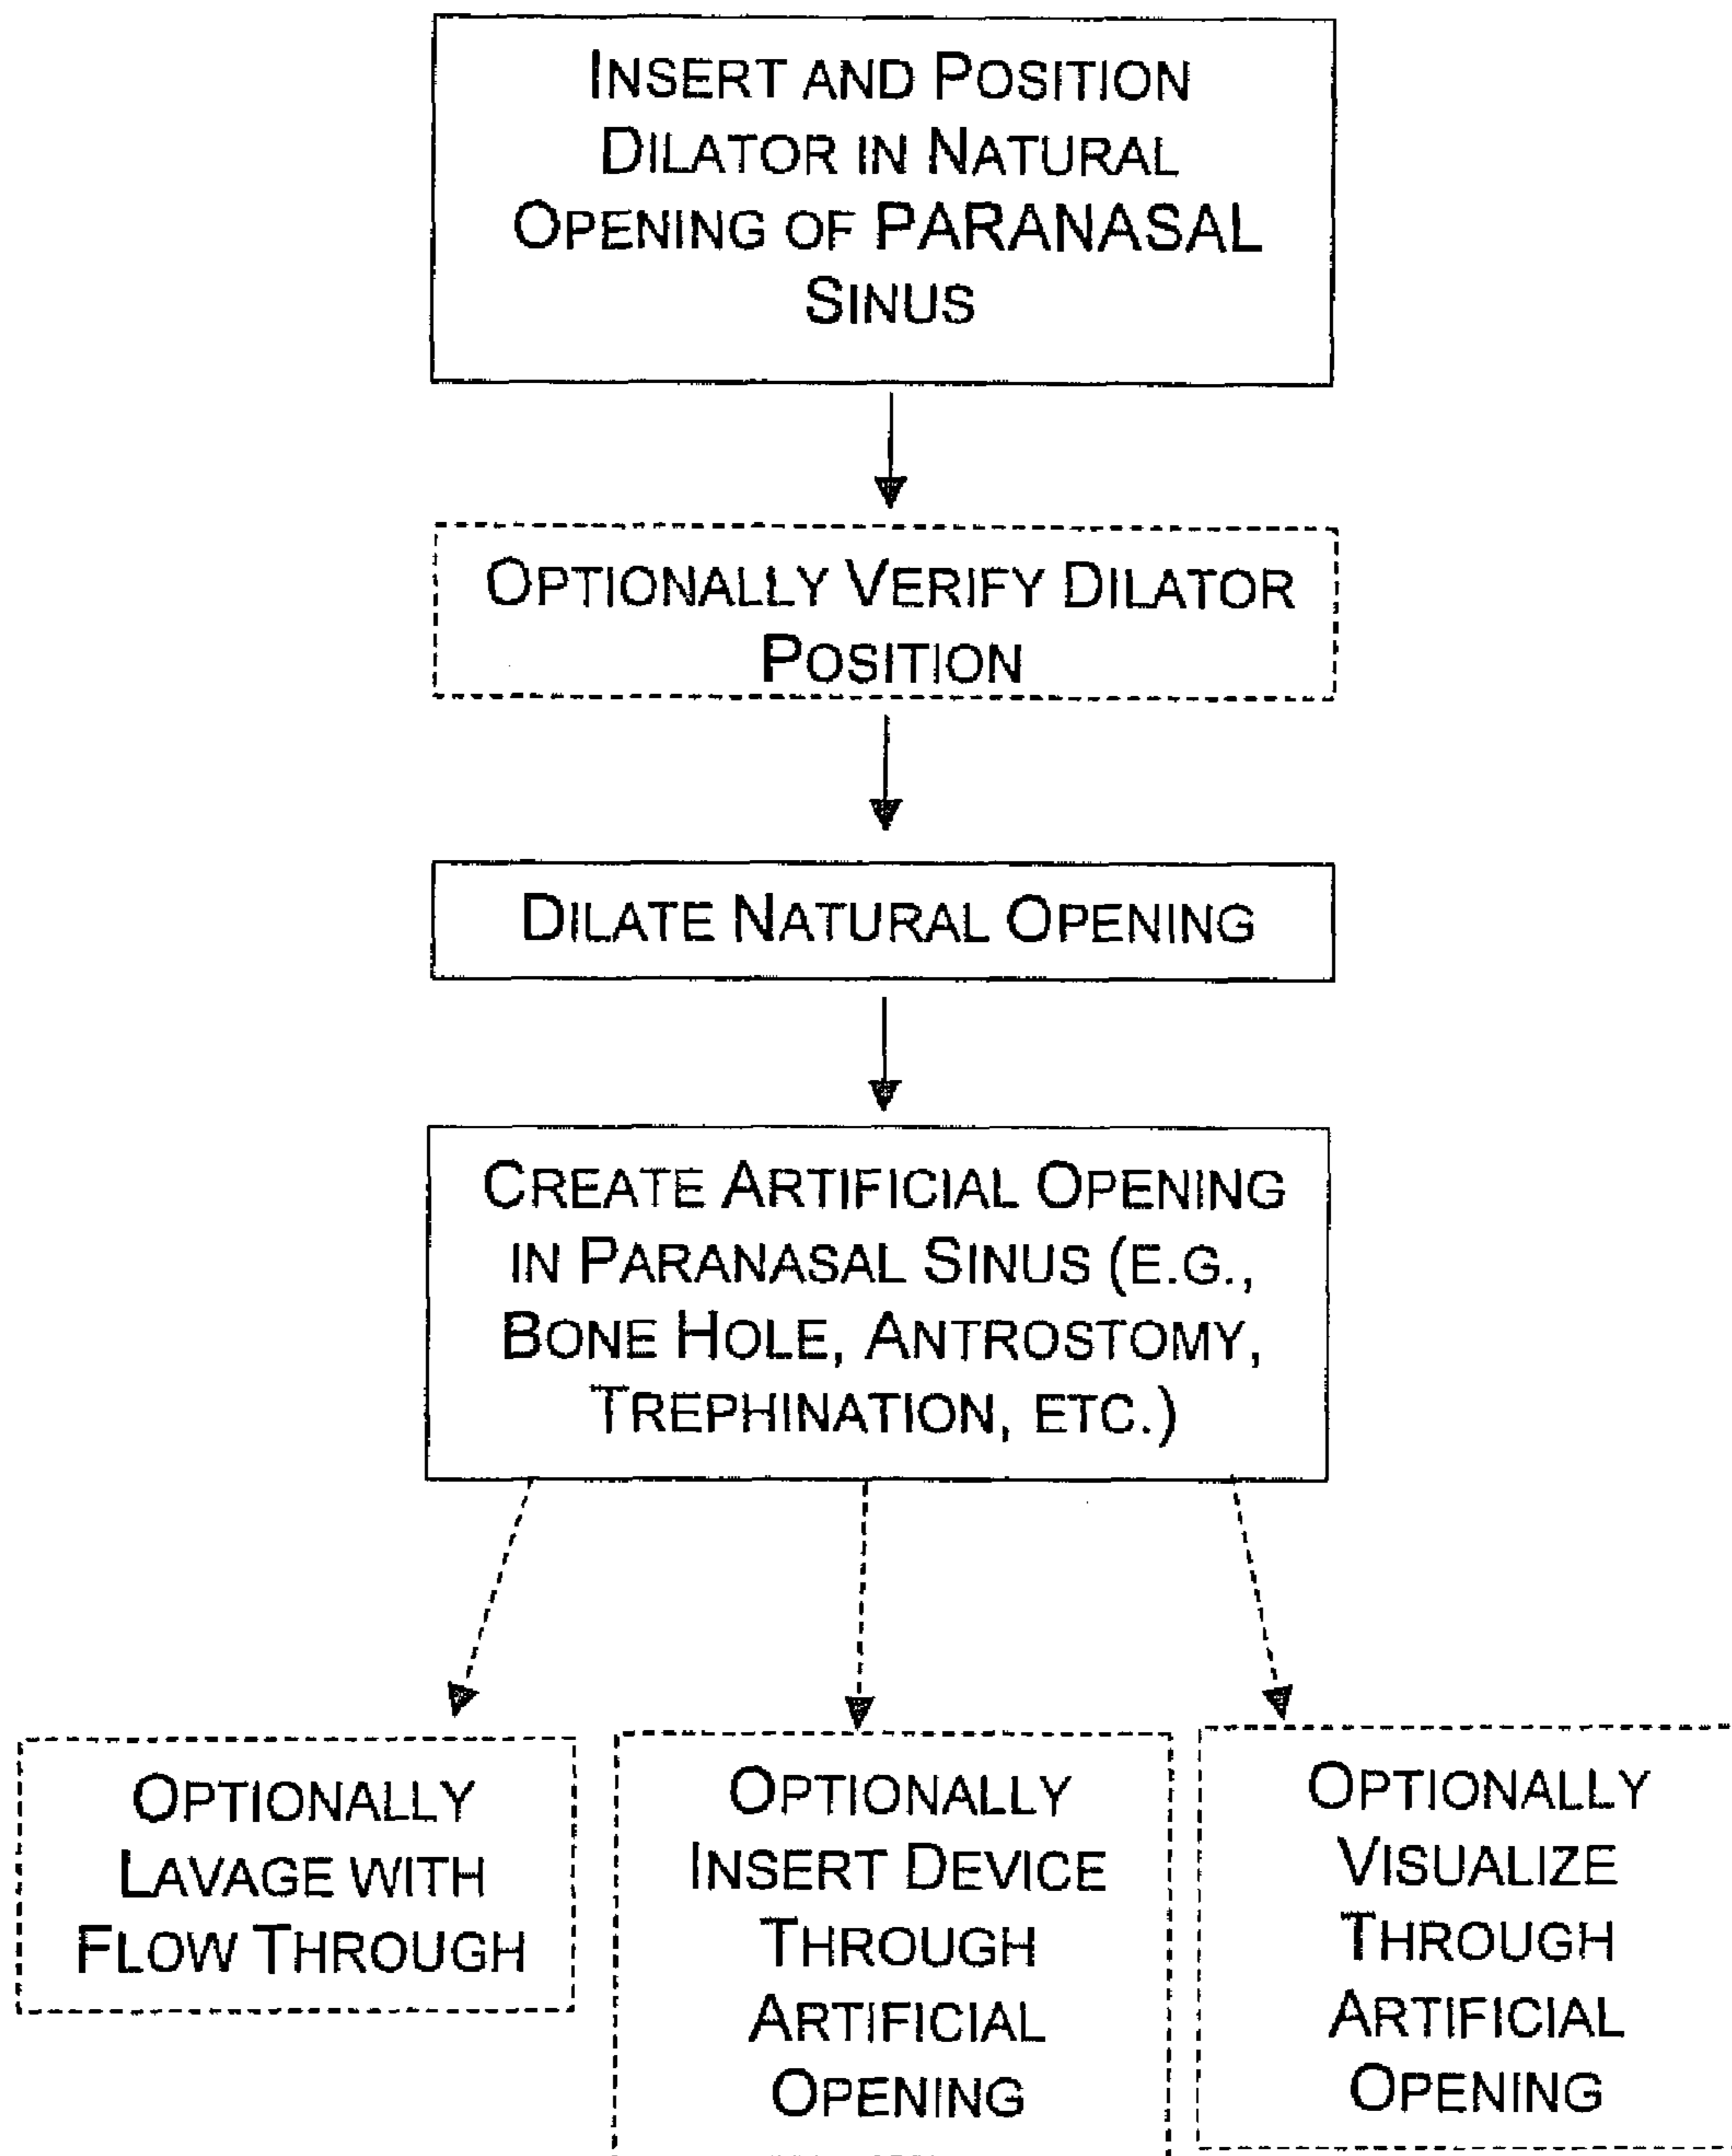 INSERT AND POSITION
DILATOR IN NATURAL
OPENING OF PARANASAL
SINUS
OPTIONALLY VERIFY DILATOR
POSITION
DILATE NATURAL OPENING
CREATE ARTIFICIAL OPENING
IN PARANASAL SINUS (E.G.,
BONE HOLE, ANTROSTOMY,
TREPHINATION, ETC.)
OPTIONALLY
LAVAGE WITH
FLOW THROUGH
OPTIONALLY
INSERT DEVICE
THROUGH
ARTIFICIAL
OPENING
OPTIONALLY
VISUALIZE
THROUGH
ARTIFICIAL
OPENING